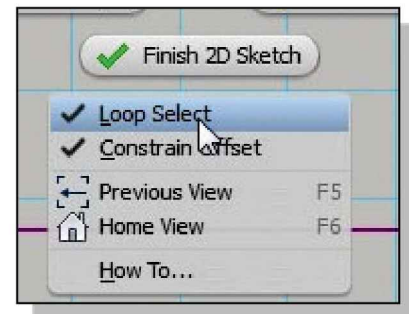 Finish 2D Sketch
Loop Select
Constrain Offset
Previous View F5
Home View F6
How To...